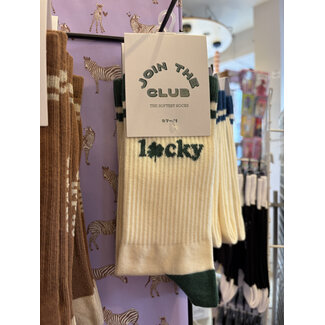 JOIN THE
CLUB
THE SOFTEST SOCKS
lucky